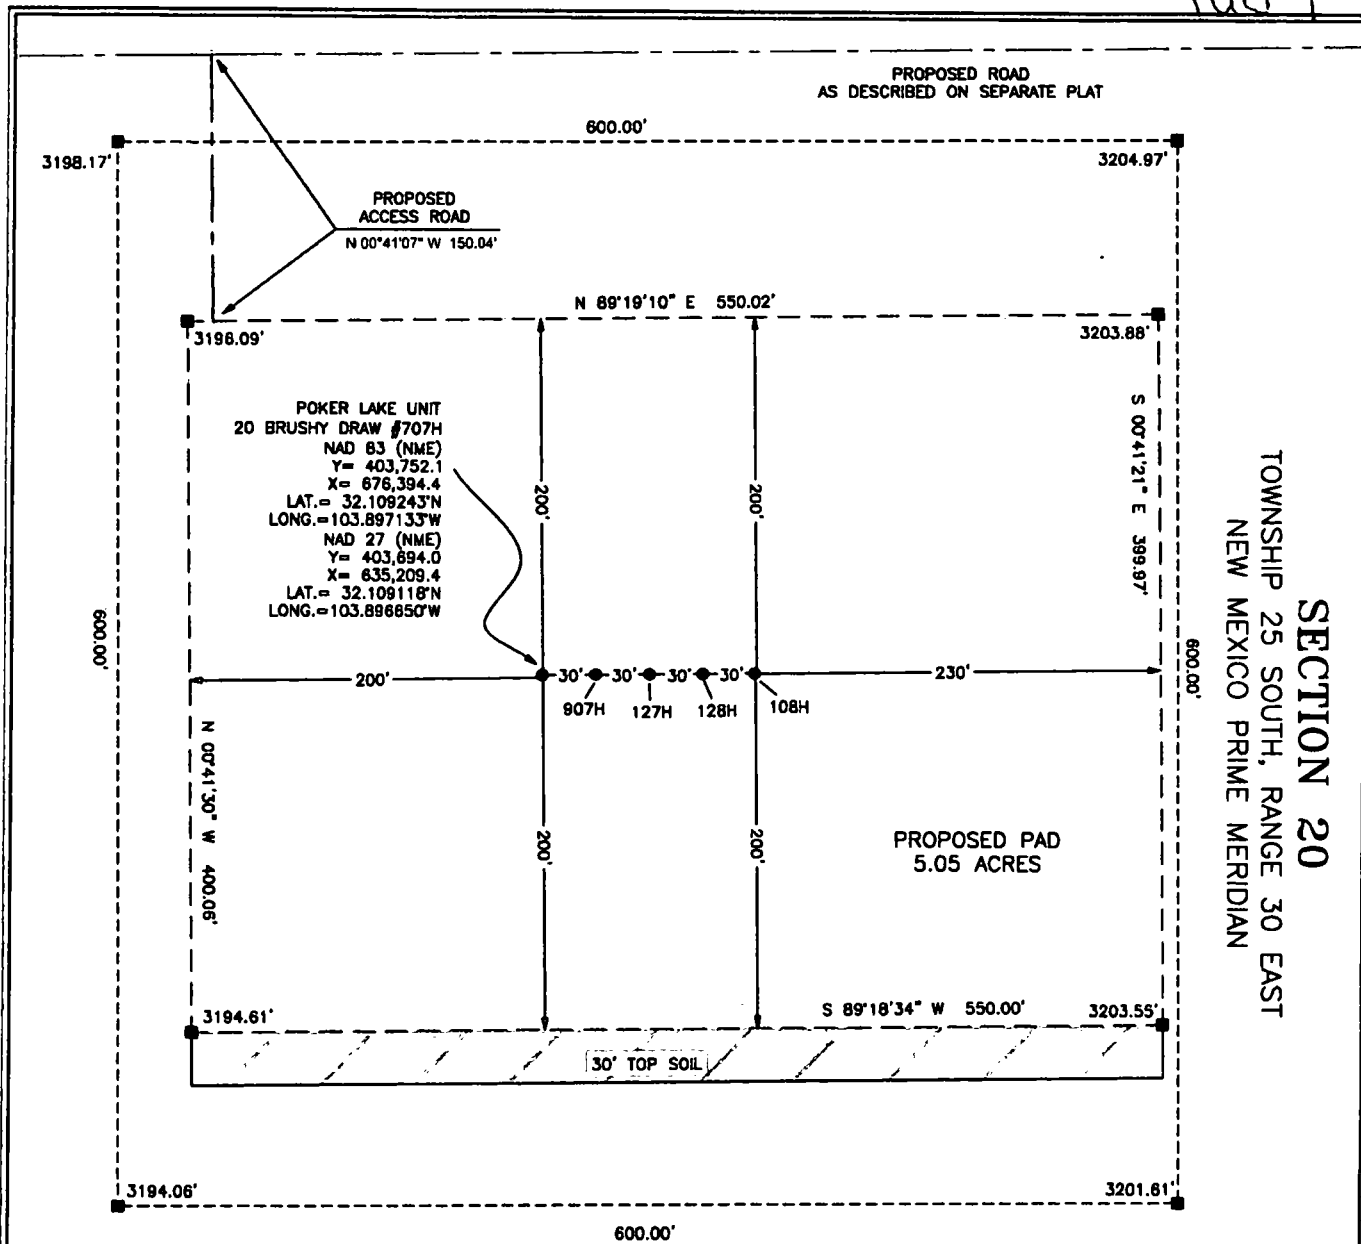 PROPOSED ROAD
AS DESCRIBED ON SEPARATE PLAT
600.00'
3198.17'
3204.97'
PROPOSED
ACCESS ROAD
N 00°41'07" W 150.04'
N 89°19'10" E 550.02'
3196.09'
3203.88'
POKER LAKE UNIT
20 BRUSHY DRAW #707H
NAD 83 (NME)
Y= 403,752.1
X= 676,394.4
LAT.= 32.109243°N
LONG.=103.897133°W
NAD 27 (NME)
Y= 403,694.0
X= 635,209.4
LAT.= 32.109118°N
LONG.=103.896650°W
200'
200'
S 00°41'21" E 399.97'
SECTION 20
TOWNSHIP 25 SOUTH, RANGE 30 EAST
NEW MEXICO PRIME MERIDIAN
600.00'
600.00'
200'
30'
30'
30'
30'
230'
907H
127H
128H
108H
N 00°41'30" W 400.06'
200'
200'
PROPOSED PAD
5.05 ACRES
3194.61'
S 89°18'34" W 550.00'
3203.55'
30' TOP SOIL
3194.06'
3201.61'
600.00'